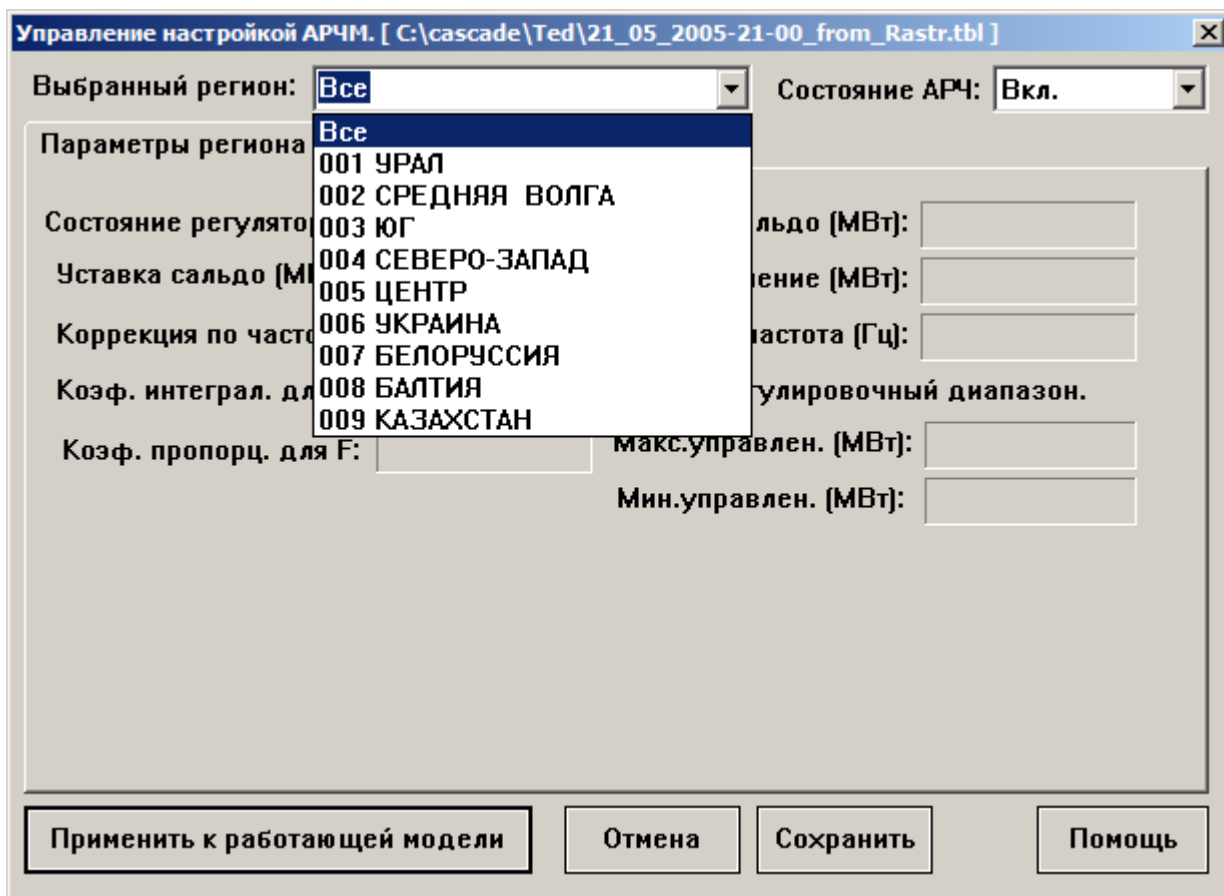 Управление настройкой АРЧМ. [ C:\cascade\Ted\21_05_2005-21-00_from_Rastr.tbl ]
Выбранный регион: Все Состояние АРЧ: Вкл.
Параметры региона
Все
001 УРАЛ
002 СРЕДНЯЯ ВОЛГА
003 ЮГ
004 СЕВЕРО-ЗАПАД
005 ЦЕНТР
006 УКРАИНА
007 БЕЛОРУССИЯ
008 БАЛТИЯ
009 КАЗАХСТАН
Состояние регулято льдо (МВт):
Уставка сальдо (М ение (МВт):
Коррекция по част астота (Гц):
Коэф. интеграл. дл гулировочный диапазон.
Коэф. пропорц. для F: Макс.управлен. (МВт):
Мин.управлен. (МВт):
Применить к работающей модели Отмена Сохранить Помощь